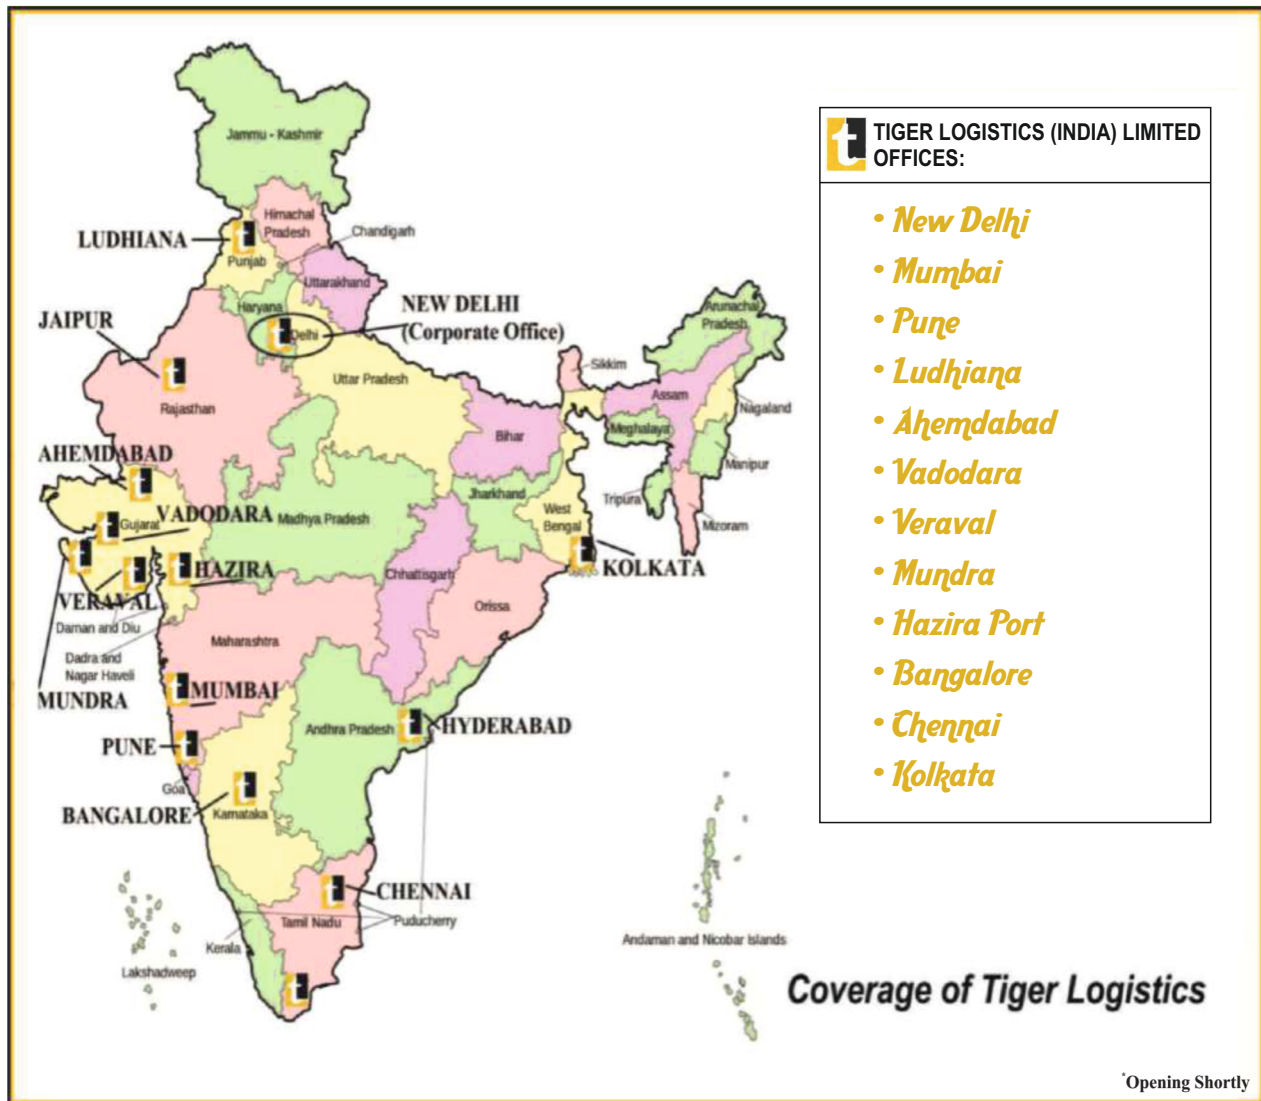 Jammu - Kashmir
Himachal
Pradesh
Chandigarh
LUDHIANA
Punjab
Uttarakhand
Haryana
NEW DELHI
(Corporate Office)
JAIPUR
Delhi
Arunachal
Pradesh
Sikkim
Uttar Pradesh
Assam
Rajasthan
Nagaland
Meghalaya
Bihar
AHEMDABAD
Manipur
Jharkhand
Tripura
VADODARA
Gujarat
Madhya Pradesh
West
Bengal
Mizoram
HAZIRA
KOLKATA
Chhattisgarh
VERAVAL
Orissa
Daman and Diu
Maharashtra
Dadra and
Nagar Haveli
MUNDRA
MUMBAI
HYDERABAD
Andhra Pradesh
PUNE
Goa
BANGALORE
Karnataka
CHENNAI
Tamil Nadu
Puducherry
Kerala
Lakshadweep
Andaman and Nicobar Islands
t TIGER LOGISTICS (INDIA) LIMITED
OFFICES:
• New Delhi
• Mumbai
• Pune
• Ludhiana
• Ahemdabad
• Vadodara
• Veraval
• Mundra
• Hazira Port
• Bangalore
• Chennai
• Kolkata
Coverage of Tiger Logistics
*Opening Shortly